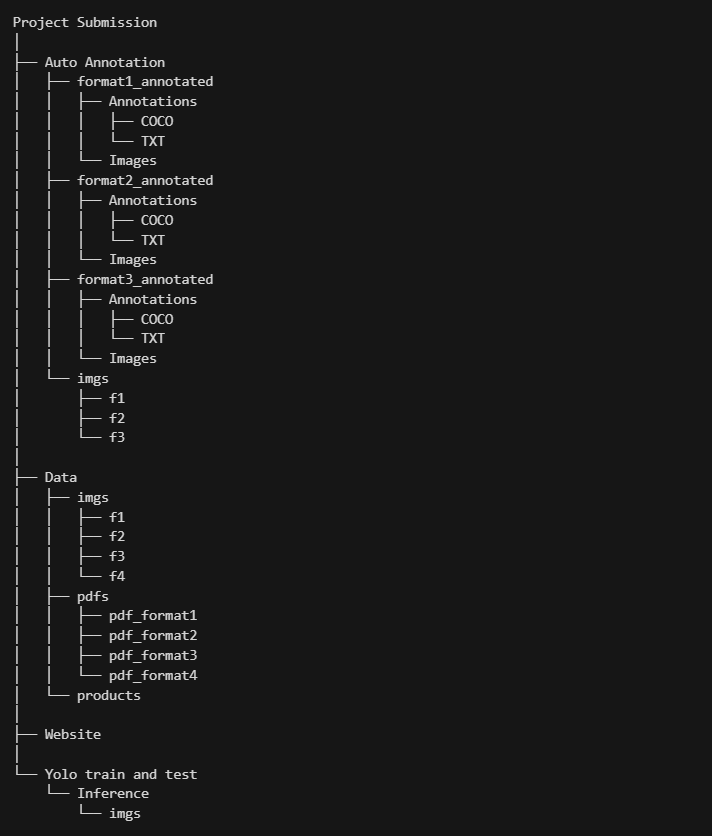 Project Submission
│
├── Auto Annotation
│   ├── format1_annotated
│   │   ├── Annotations
│   │   │   ├── COCO
│   │   │   └── TXT
│   │   └── Images
│   ├── format2_annotated
│   │   ├── Annotations
│   │   │   ├── COCO
│   │   │   └── TXT
│   │   └── Images
│   ├── format3_annotated
│   │   ├── Annotations
│   │   │   ├── COCO
│   │   │   └── TXT
│   │   └── Images
│   └── imgs
│       ├── f1
│       ├── f2
│       └── f3
│
├── Data
│   ├── imgs
│   │   ├── f1
│   │   ├── f2
│   │   ├── f3
│   │   └── f4
│   ├── pdfs
│   │   ├── pdf_format1
│   │   ├── pdf_format2
│   │   ├── pdf_format3
│   │   └── pdf_format4
│   └── products
│
├── Website
│
└── Yolo train and test
    └── Inference
        └── imgs